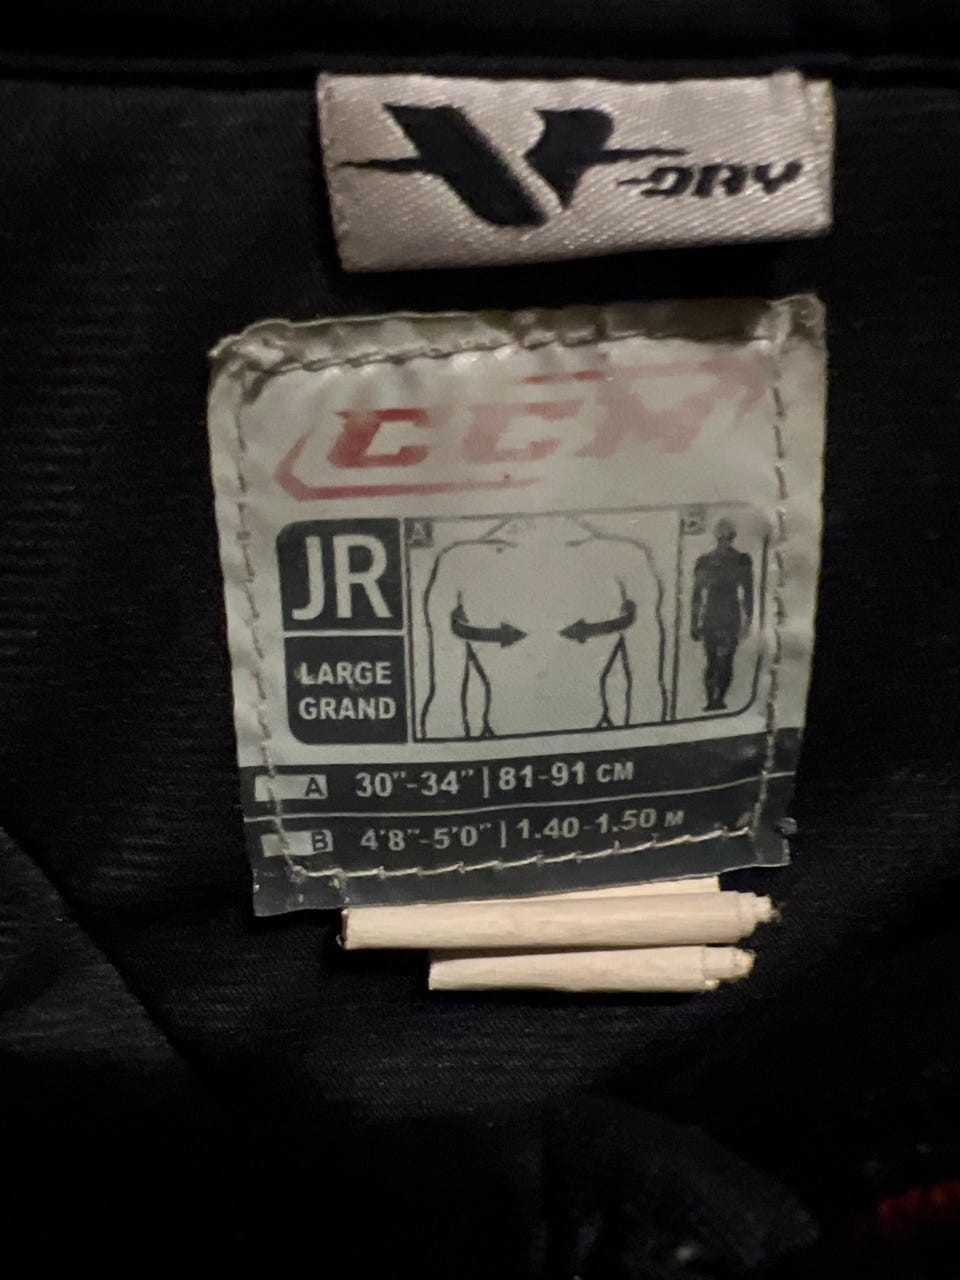 V-DRY
CCM
JR
LARGE
GRAND
A
B
A 30"-34" | 81-91 CM
B 4'8"-5'0" | 1.40-1.50 M